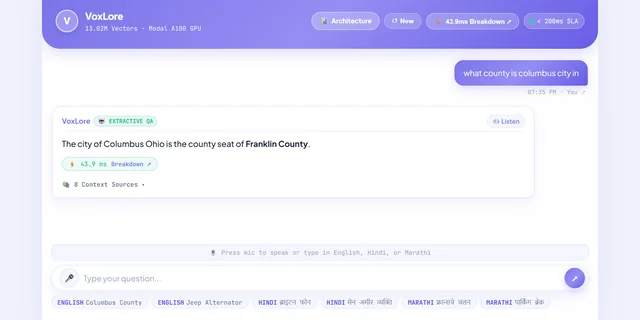 V
VoxLore
13.02M Vectors · Modal A100 GPU
Architecture
New
43.9ms Breakdown ↗
< 200ms SLA
what county is columbus city in
07:35 PM · You ✓
VoxLore
EXTRACTIVE QA
Listen
The city of Columbus Ohio is the county seat of Franklin County.
43.9 ms Breakdown ↗
8 Context Sources •
Press mic to speak or type in English, Hindi, or Marathi
Type your question...
ENGLISH Columbus County
ENGLISH Jeep Alternator
HINDI ब्राइटन फोन
HINDI मेन अमीर व्यक्ति
MARATHI फ्रान्सचे चलन
MARATHI पार्किंग ब्रेक